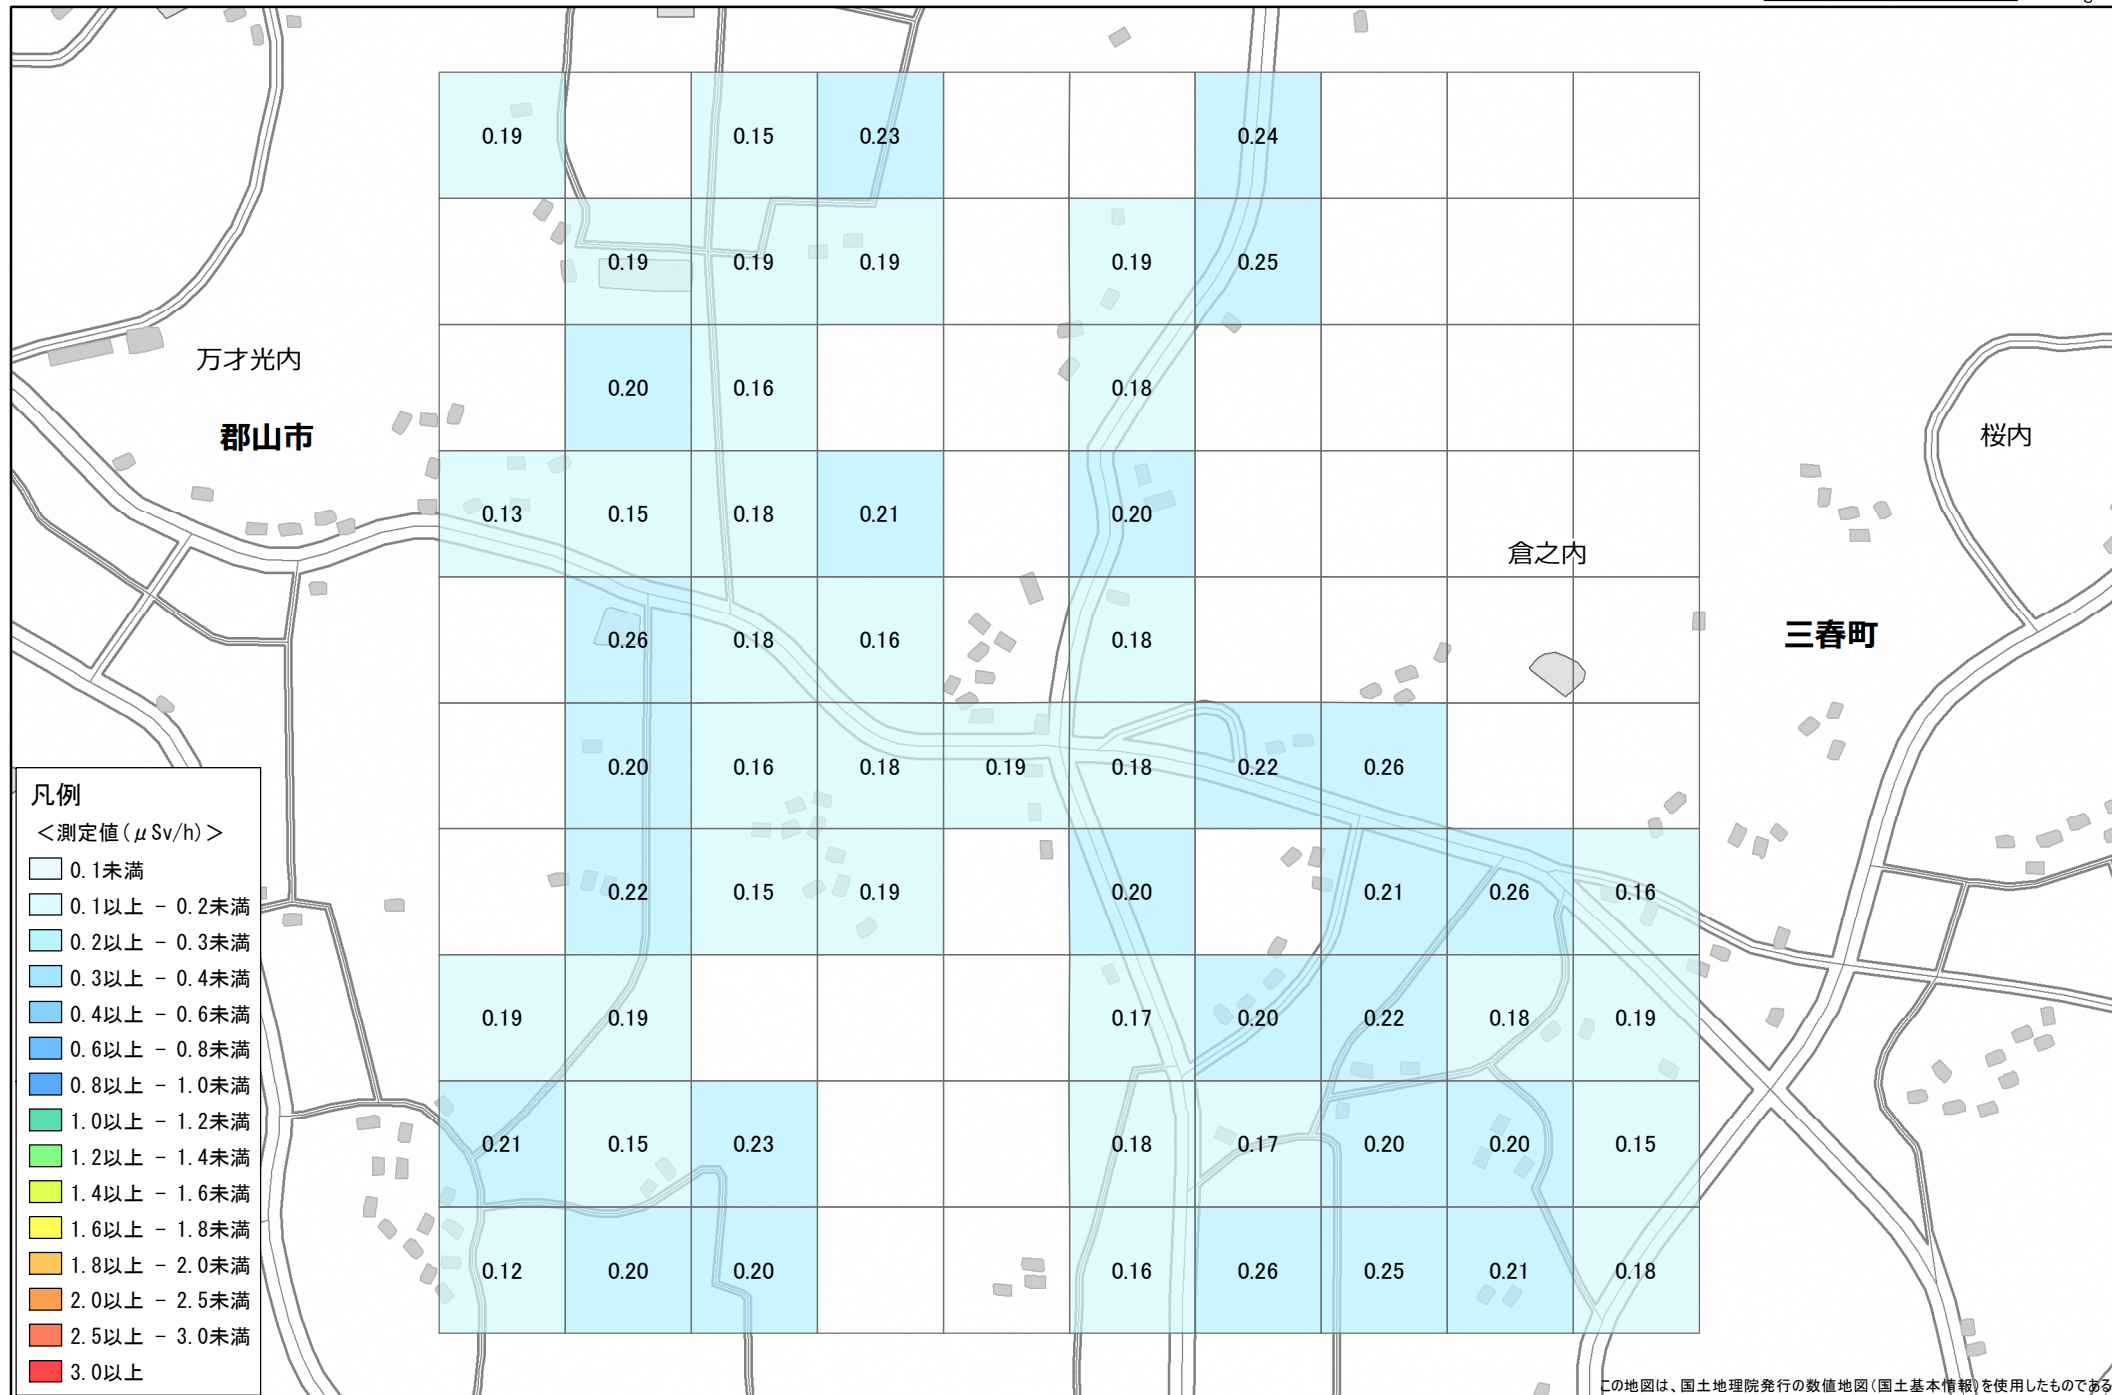 0.19 0.15 0.23 0.24
0.19 0.19 0.19 0.19 0.25
万才光内
0.20 0.16 0.18
郡山市
桜内
0.13 0.15 0.18 0.21 0.20
倉之内
0.26 0.18 0.16 0.18
三春町
0.20 0.16 0.18 0.19 0.18 0.22 0.26
0.22 0.15 0.19 0.20 0.21 0.26 0.16
0.19 0.19 0.17 0.20 0.22 0.18 0.19
0.21 0.15 0.23 0.18 0.17 0.20 0.20 0.15
0.12 0.20 0.20 0.16 0.26 0.25 0.21 0.18
凡例
＜測定値(μSv/h)＞
0.1未満
0.1以上 - 0.2未満
0.2以上 - 0.3未満
0.3以上 - 0.4未満
0.4以上 - 0.6未満
0.6以上 - 0.8未満
0.8以上 - 1.0未満
1.0以上 - 1.2未満
1.2以上 - 1.4未満
1.4以上 - 1.6未満
1.6以上 - 1.8未満
1.8以上 - 2.0未満
2.0以上 - 2.5未満
2.5以上 - 3.0未満
3.0以上
この地図は、国土地理院発行の数値地図(国土基本情報)を使用したものである